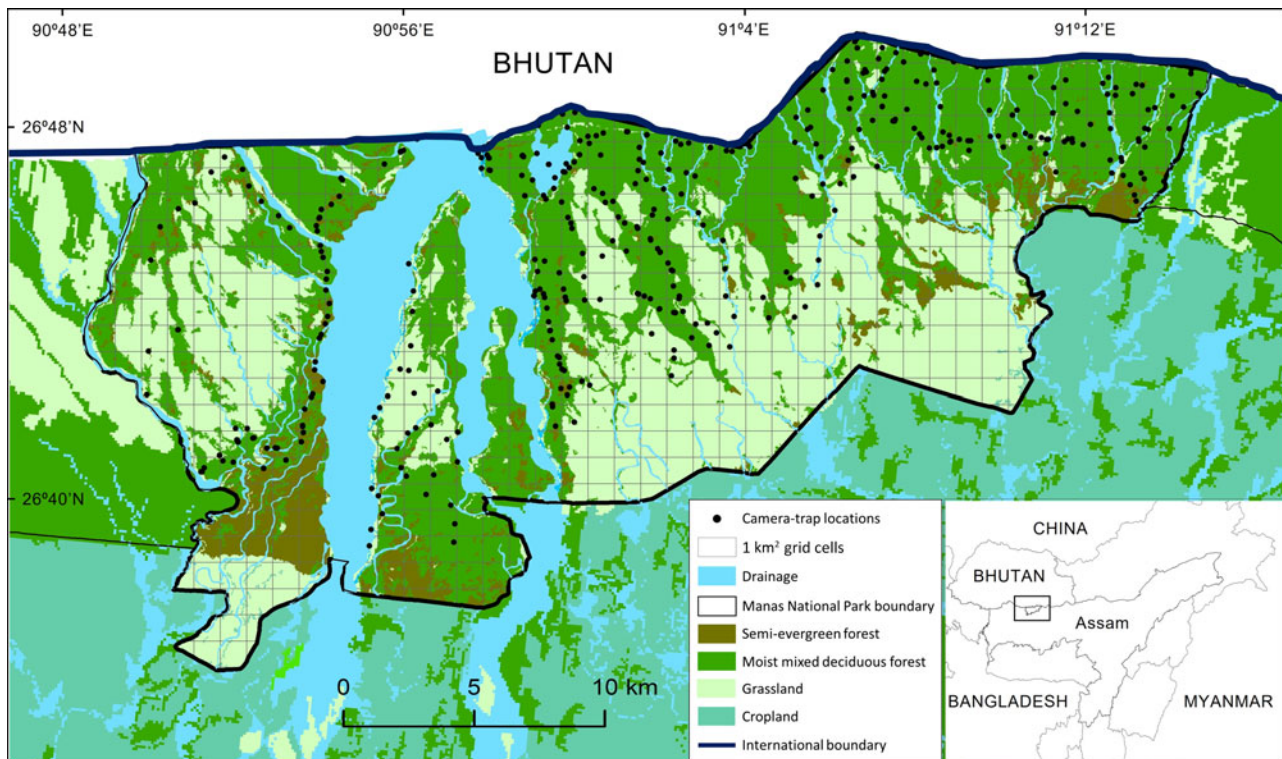 90º48'E
90º56'E
91º4'E
91º12'E
BHUTAN
26º48'N
26º40'N
0
5
10 km
Camera-trap locations
1 km² grid cells
Drainage
Manas National Park boundary
Semi-evergreen forest
Moist mixed deciduous forest
Grassland
Cropland
International boundary
CHINA
BHUTAN
Assam
BANGLADESH
MYANMAR